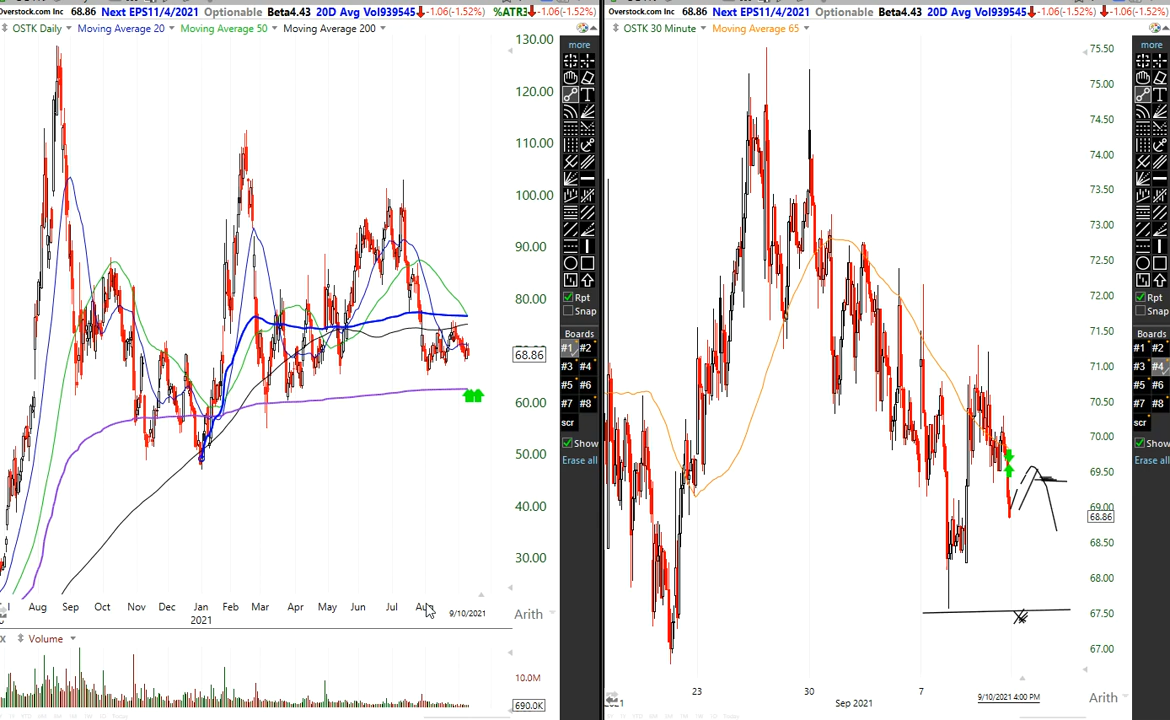 Overstock.com Inc 68.86 Next EPS11/4/2021 Optionable Beta4.43 20D Avg Vol939545 -1.06(-1.52%) %ATR3 -1.06(-1.52%)
OSTK Daily Moving Average 20 Moving Average 50 Moving Average 200
130.00
110.00
100.00
90.00
80.00
68.86
60.00
50.00
40.00
30.00
Aug Sep Oct Nov Dec Jan Feb Mar Apr May Jun Jul Aug 9/10/2021
2021
Arith
X Volume
10.0M
690.0K
more
Rpt
Snap
Boards
#1 #2
#3 #4
#5 #6
#7 #8
scr
Show
Erase all
Overstock.com Inc 68.86 Next EPS11/4/2021 Optionable Beta4.43 20D Avg Vol939545 -1.06(-1.52%) -1.06(-1.52%)
OSTK 30 Minute Moving Average 65
75.50
75.00
74.50
74.00
73.50
73.00
72.50
72.00
71.50
71.00
70.50
70.00
69.50
69.00
68.86
68.50
68.00
67.50
67.00
23 30 7
Sep 2021
9/10/2021 4:00 PM
Arith
more
Rpt
Snap
Boards
#1 #2
#3 #4
#5 #6
#7 #8
scr
Show
Erase all